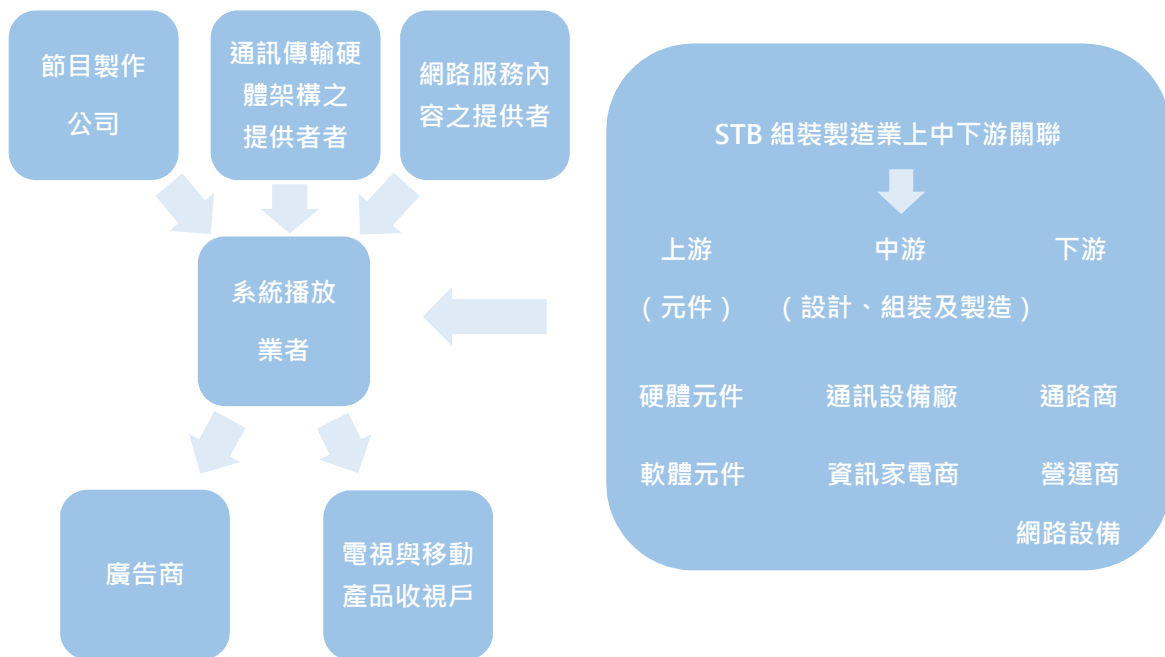 節目製作
公司
通訊傳輸硬
體架構之
提供者者
網路服務內
容之提供者
系統播放
業者
廣告商
電視與移動
產品收視戶
STB 組裝製造業上中下游關聯
上游 中游 下游
（元件） （設計、組裝及製造）
硬體元件 通訊設備廠 通路商
軟體元件 資訊家電商 營運商
網路設備